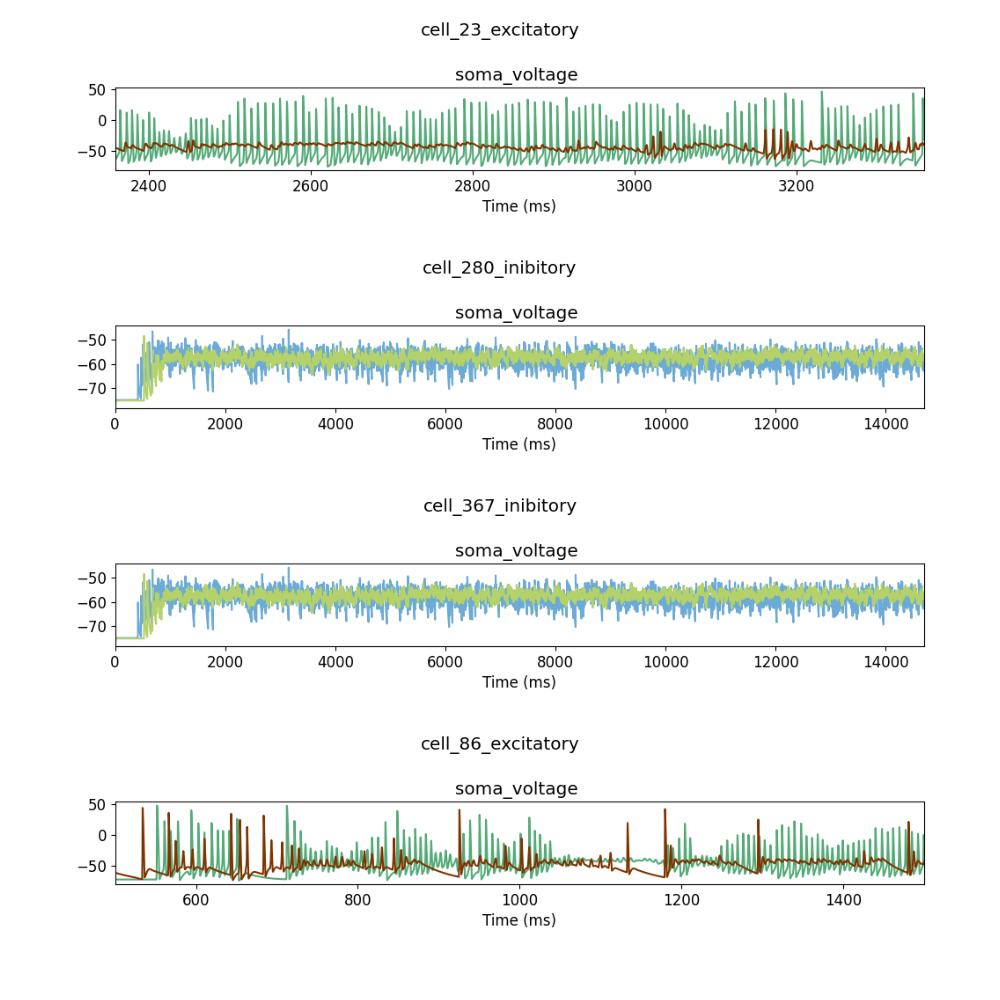 cell_23_excitatory
soma_voltage
50
0
−50
2400 2600 2800 3000 3200
Time (ms)
cell_280_inibitory
soma_voltage
−50
−60
−70
0 2000 4000 6000 8000 10000 12000 14000
Time (ms)
cell_367_inibitory
soma_voltage
−50
−60
−70
0 2000 4000 6000 8000 10000 12000 14000
Time (ms)
cell_86_excitatory
soma_voltage
50
0
−50
600 800 1000 1200 1400
Time (ms)